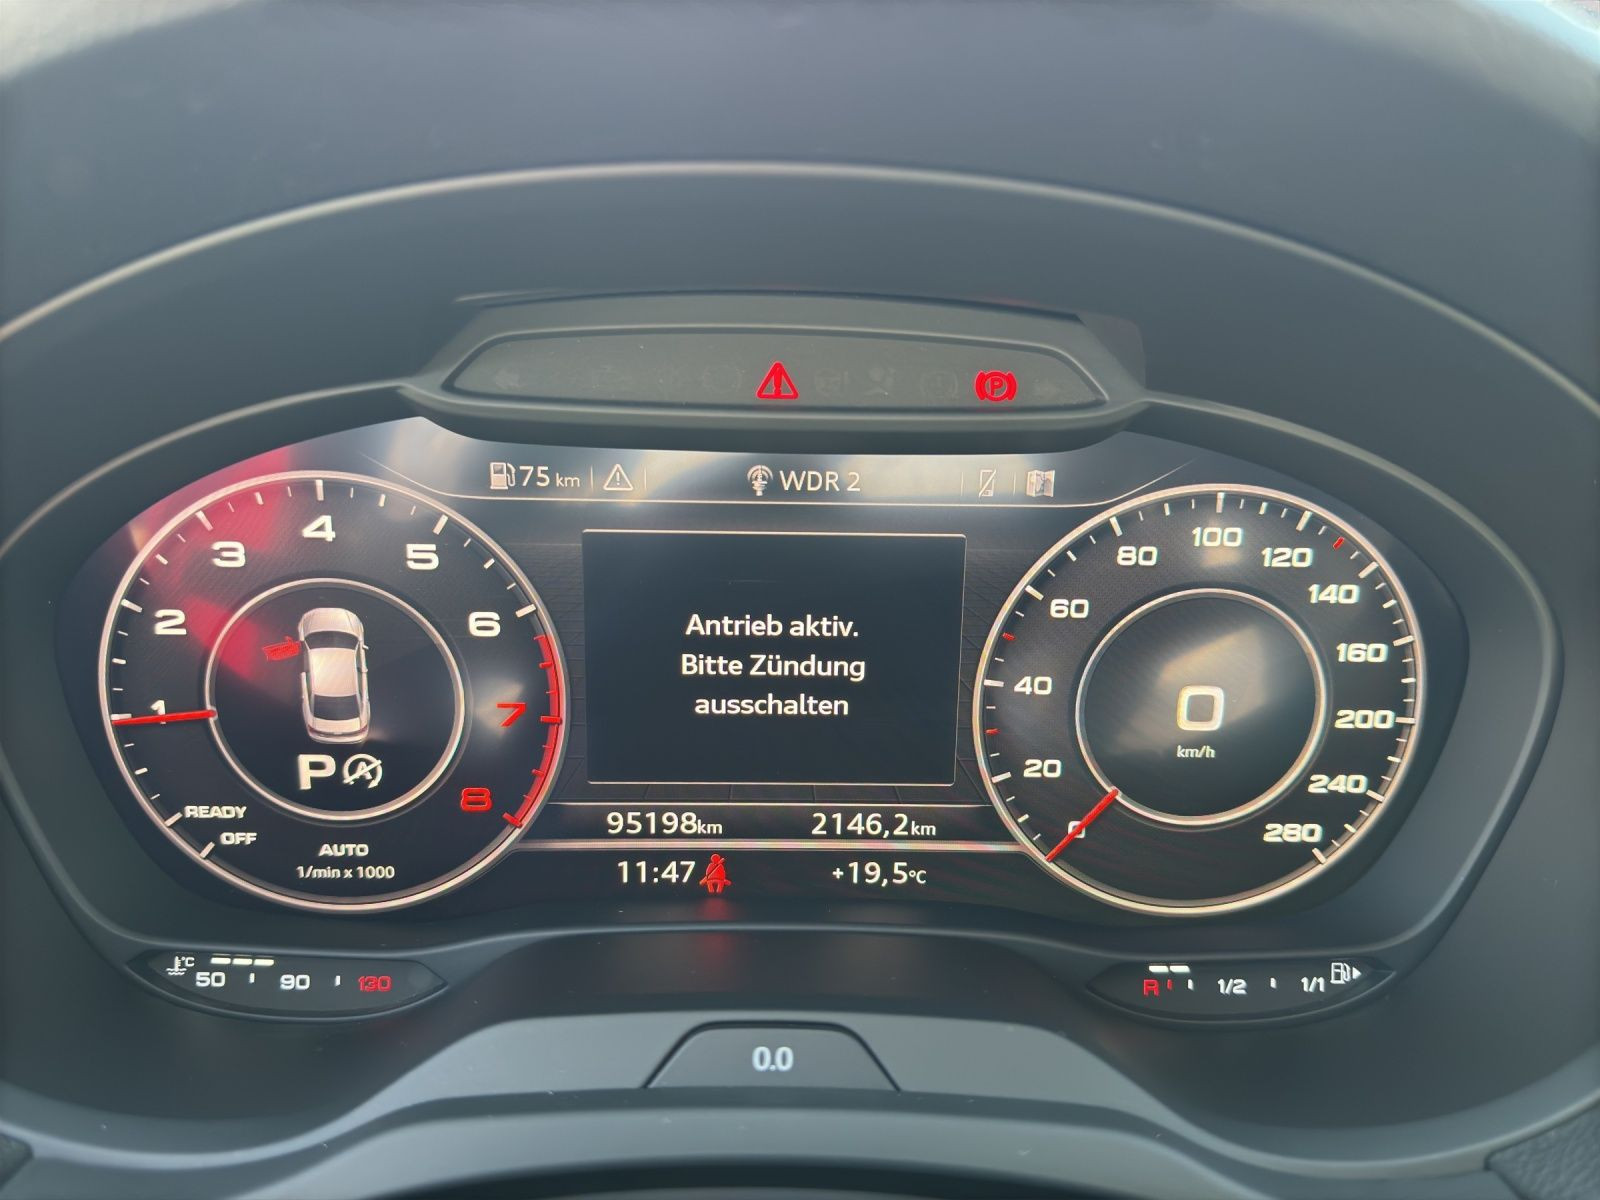 75 km
WDR 2
P
1 2 3 4 5 6 7 8
READY
OFF
AUTO
1/min x 1000
P
Antrieb aktiv.
Bitte Zündung
ausschalten
95198km
2146,2km
11:47
+19,5°C
0 20 40 60 80 100 120 140 160 200 240 280
0
km/h
°C
50 90 130
R 1/2 1/1
0.0